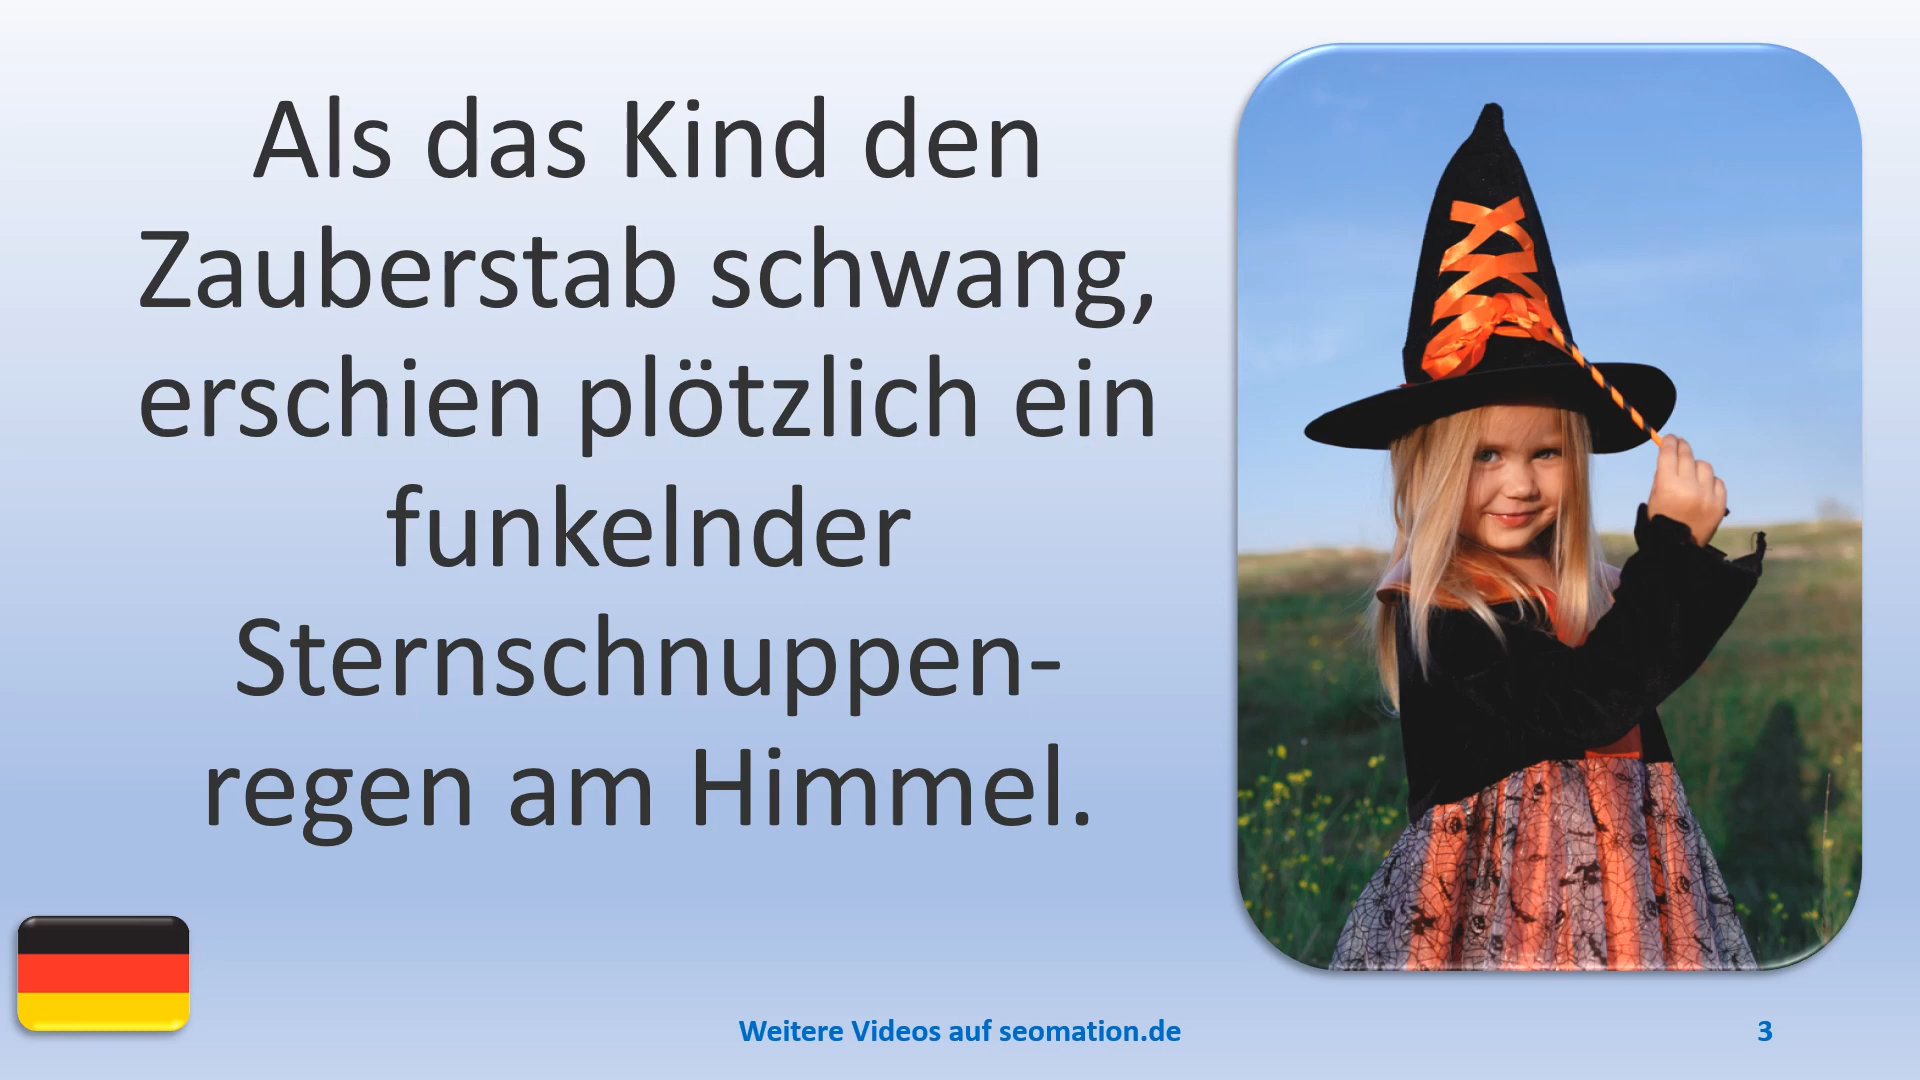 Als das Kind den
Zauberstab schwang,
erschien plötzlich ein
funkelnder
Sternschnuppen-
regen am Himmel.
Weitere Videos auf seomation.de
3